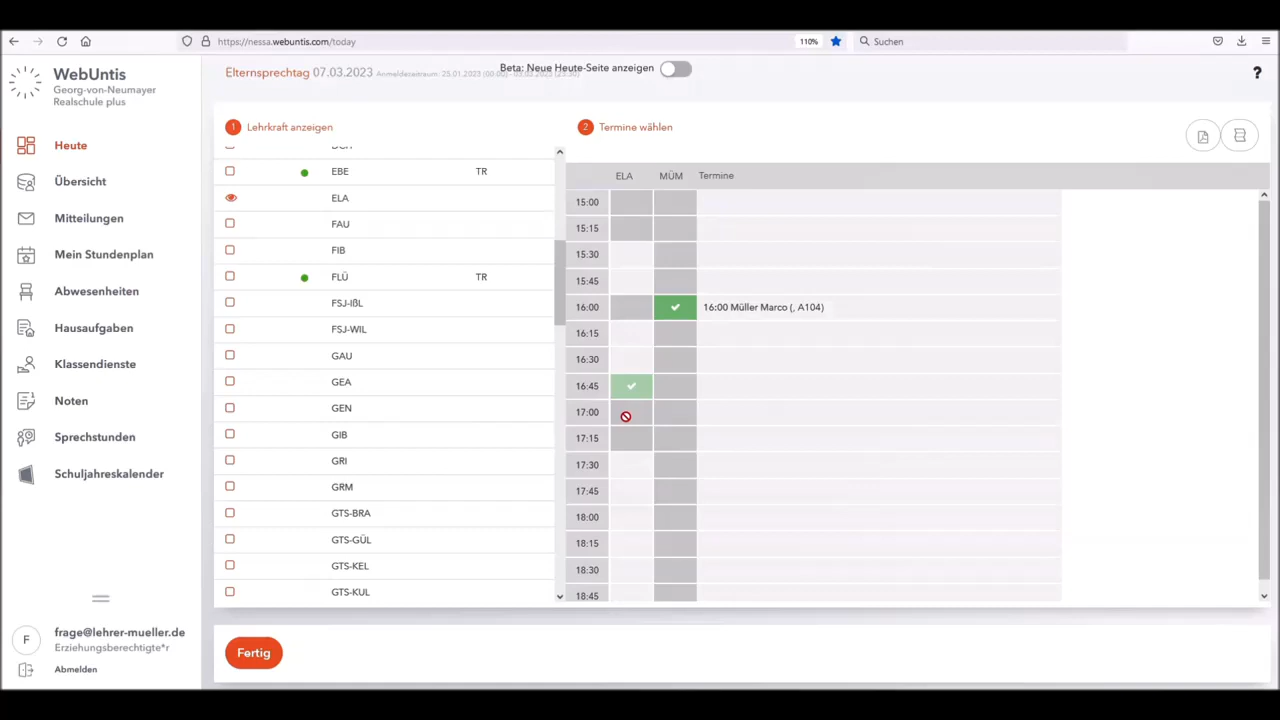 https://nessa.webuntis.com/today
110%
Suchen
WebUntis
Georg-von-Neumayer
Realschule plus
Heute
Übersicht
Mitteilungen
Mein Stundenplan
Abwesenheiten
Hausaufgaben
Klassendienste
Noten
Sprechstunden
Schuljahreskalender
F
frage@lehrer-mueller.de
Erziehungsberechtigte*r
Abmelden
Elternsprechtag 07.03.2023 Anmeldezeitraum: 25.01.2023
Beta: Neue Heute-Seite anzeigen
?
1 Lehrkraft anzeigen
EBE TR
ELA
FAU
FIB
FLÜ TR
FSJ-IßL
FSJ-WIL
GAU
GEA
GEN
GIB
GRI
GRM
GTS-BRA
GTS-GÜL
GTS-KEL
GTS-KUL
2 Termine wählen
ELA MÜM Termine
15:00
15:15
15:30
15:45
16:00 16:00 Müller Marco (, A104)
16:15
16:30
16:45
17:00
17:15
17:30
17:45
18:00
18:15
18:30
18:45
Fertig